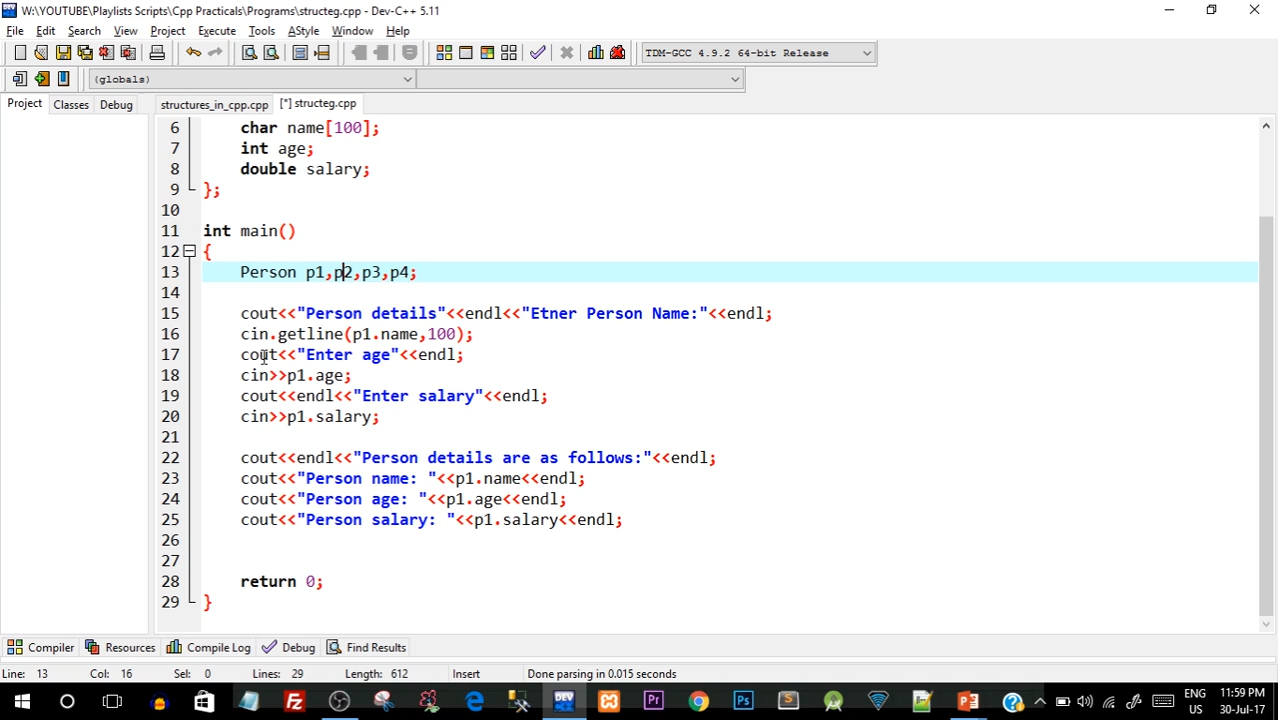 W:\YOUTUBE\Playlists Scripts\Cpp Practicals\Programs\structeg.cpp - Dev-C++ 5.11
File Edit Search View Project Execute Tools AStyle Window Help
TDM-GCC 4.9.2 64-bit Release
(globals)
Project Classes Debug structures_in_cpp.cpp [*] structeg.cpp
6 char name[100];
7 int age;
8 double salary;
9 };
10
11 int main()
12 {
13 Person p1,p2,p3,p4;
14
15 cout<<"Person details"<<endl<<"Etner Person Name:"<<endl;
16 cin.getline(p1.name,100);
17 cout<<"Enter age"<<endl;
18 cin>>p1.age;
19 cout<<endl<<"Enter salary"<<endl;
20 cin>>p1.salary;
21
22 cout<<endl<<"Person details are as follows:"<<endl;
23 cout<<"Person name: "<<p1.name<<endl;
24 cout<<"Person age: "<<p1.age<<endl;
25 cout<<"Person salary: "<<p1.salary<<endl;
26
27
28 return 0;
29 }
Compiler Resources Compile Log Debug Find Results
Line: 13 Col: 16 Sel: 0 Lines: 29 Length: 612 Insert Done parsing in 0.015 seconds
DEV Pr Ps S ENG 11:59 PM
US 30-Jul-17